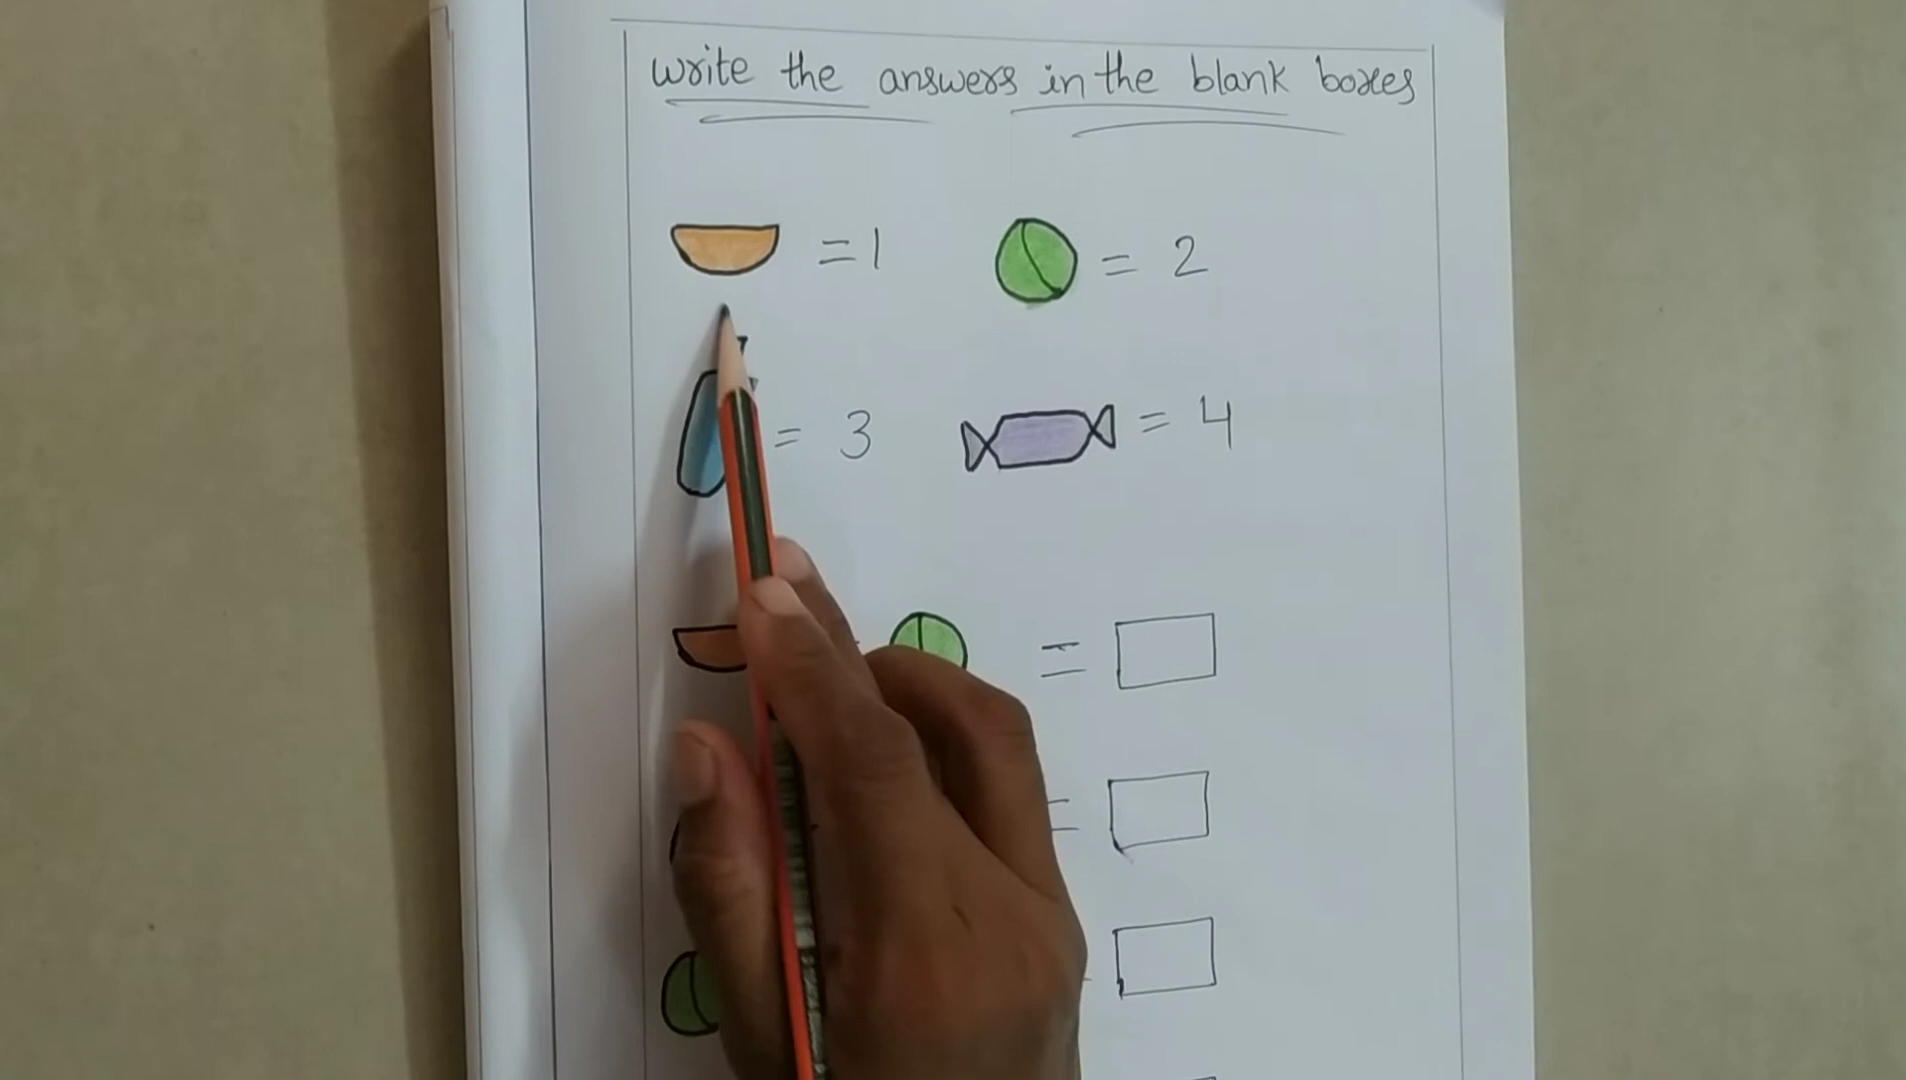 write the answers in the blank boxes
= 1 = 2
= 3 = 4
=
=